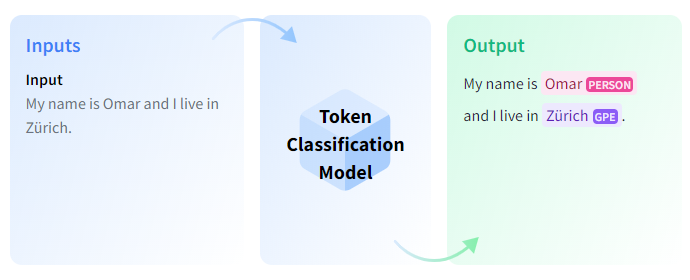 Inputs
Input
My name is Omar and I live in
Zürich.
Token
Classification
Model
Output
My name is Omar PERSON
and I live in Zürich GPE .